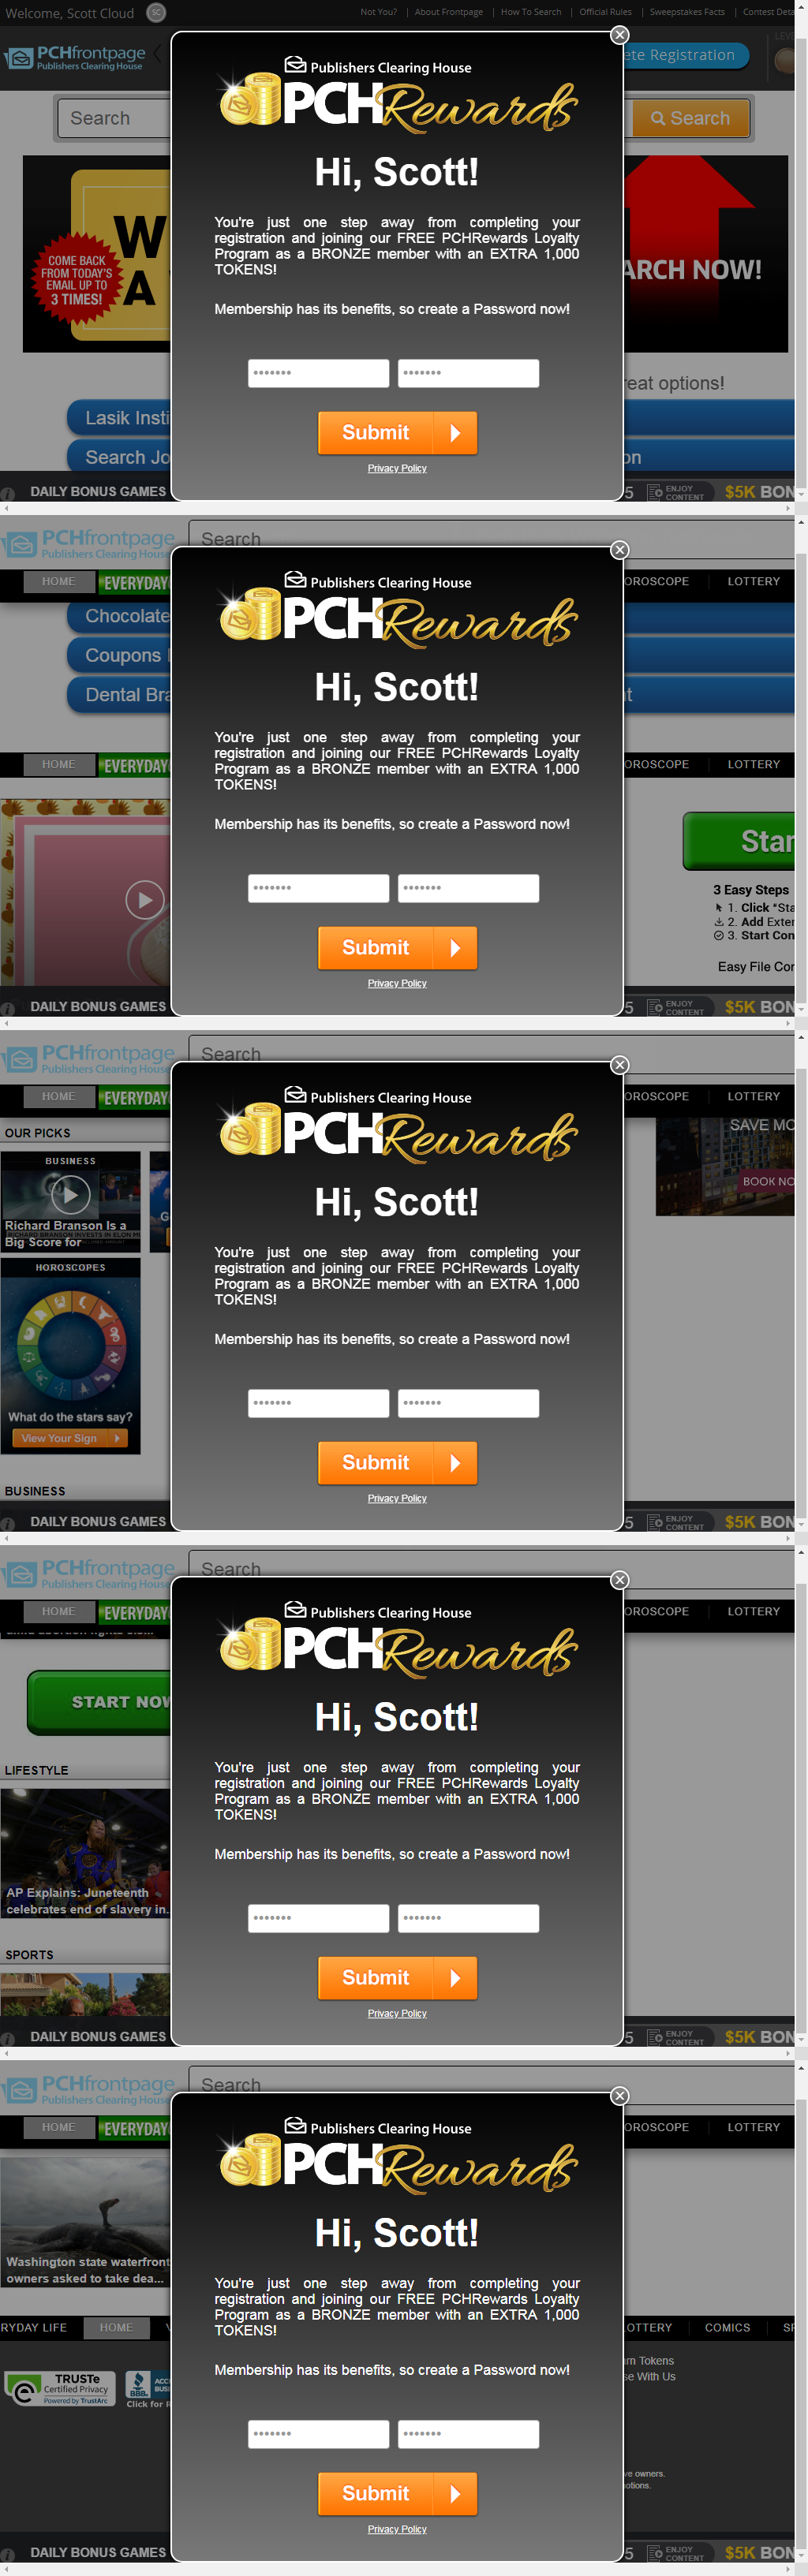 Welcome, Scott Cloud
SC
Not You?
About Frontpage
How To Search
Official Rules
Sweepstakes Facts
Contest Deta
PCHfrontpage
Publishers Clearing House
ete Registration
LEVE
Search
Search
COME BACK
FROM TODAY'S
EMAIL UP TO
3 TIMES!
W
A
ARCH NOW!
Publishers Clearing House
PCHRewards
Hi, Scott!
You're just one step away from completing your
registration and joining our FREE PCHRewards Loyalty
Program as a BRONZE member with an EXTRA 1,000
TOKENS!
Membership has its benefits, so create a Password now!
Submit
Privacy Policy
reat options!
Lasik Insti
Search Jo
on
DAILY BONUS GAMES
5
ENJOY
CONTENT
$5K BON
PCHfrontpage
Publishers Clearing House
Search
HOME
EVERYDAY
OROSCOPE
LOTTERY
Chocolate
Coupons
Dental Bra
t
HOME
EVERYDAY
OROSCOPE
LOTTERY
Publishers Clearing House
PCHRewards
Hi, Scott!
You're just one step away from completing your
registration and joining our FREE PCHRewards Loyalty
Program as a BRONZE member with an EXTRA 1,000
TOKENS!
Membership has its benefits, so create a Password now!
Submit
Privacy Policy
Star
3 Easy Steps
1. Click "Sta
2. Add Exter
3. Start Con
Easy File Cor
DAILY BONUS GAMES
5
ENJOY
CONTENT
$5K BON
PCHfrontpage
Publishers Clearing House
Search
HOME
EVERYDAY
OROSCOPE
LOTTERY
OUR PICKS
BUSINESS
Richard Branson Is a
Big Score for
G
HOROSCOPES
What do the stars say?
View Your Sign
BUSINESS
SAVE MO
BOOK NO
Publishers Clearing House
PCHRewards
Hi, Scott!
You're just one step away from completing your
registration and joining our FREE PCHRewards Loyalty
Program as a BRONZE member with an EXTRA 1,000
TOKENS!
Membership has its benefits, so create a Password now!
Submit
Privacy Policy
DAILY BONUS GAMES
5
ENJOY
CONTENT
$5K BON
PCHfrontpage
Publishers Clearing House
Search
HOME
EVERYDAY
OROSCOPE
LOTTERY
START NOW
LIFESTYLE
AP Explains: Juneteenth
celebrates end of slavery in...
SPORTS
Publishers Clearing House
PCHRewards
Hi, Scott!
You're just one step away from completing your
registration and joining our FREE PCHRewards Loyalty
Program as a BRONZE member with an EXTRA 1,000
TOKENS!
Membership has its benefits, so create a Password now!
Submit
Privacy Policy
DAILY BONUS GAMES
5
ENJOY
CONTENT
$5K BON
PCHfrontpage
Publishers Clearing House
Search
HOME
EVERYDAY
OROSCOPE
LOTTERY
Washington state waterfront
owners asked to take dea...
RYDAY LIFE
HOME
OTTERY
COMICS
SP
TRUSTe
Certified Privacy
Powered by TrustArc
BBB
ACC
BUS
Click for R
rn Tokens
se With Us
ve owners.
otions.
Publishers Clearing House
PCHRewards
Hi, Scott!
You're just one step away from completing your
registration and joining our FREE PCHRewards Loyalty
Program as a BRONZE member with an EXTRA 1,000
TOKENS!
Membership has its benefits, so create a Password now!
Submit
Privacy Policy
DAILY BONUS GAMES
5
ENJOY
CONTENT
$5K BON